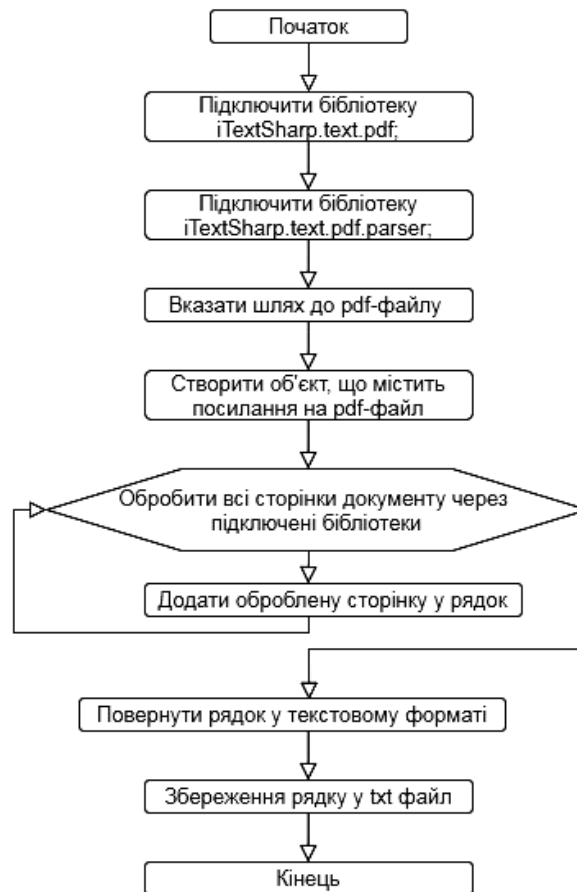 Початок
Підключити бібліотеку
iTextSharp.text.pdf;
Підключити бібліотеку
iTextSharp.text.pdf.parser;
Вказати шлях до pdf-файлу
Створити об'єкт, що містить
посилання на pdf-файл
Обробити всі сторінки документу через
підключені бібліотеки
Додати оброблену сторінку у рядок
Повернути рядок у текстовому форматі
Збереження рядку у txt файл
Кінець